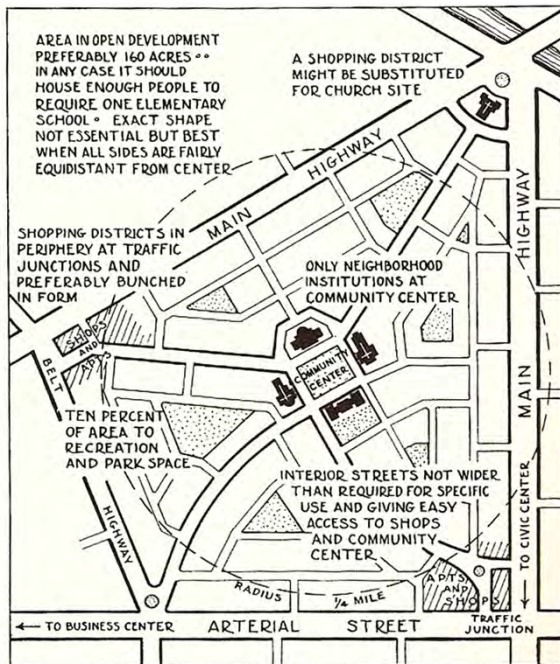 AREA IN OPEN DEVELOPMENT
PREFERABLY 160 ACRES ∘∘
IN ANY CASE IT SHOULD
HOUSE ENOUGH PEOPLE TO
REQUIRE ONE ELEMENTARY
SCHOOL ∘ EXACT SHAPE
NOT ESSENTIAL BUT BEST
WHEN ALL SIDES ARE FAIRLY
EQUIDISTANT FROM CENTER
A SHOPPING DISTRICT
MIGHT BE SUBSTITUTED
FOR CHURCH SITE
MAIN HIGHWAY
HIGHWAY
MAIN
SHOPPING DISTRICTS IN
PERIPHERY AT TRAFFIC
JUNCTIONS AND
PREFERABLY BUNCHED
IN FORM
ONLY NEIGHBORHOOD
INSTITUTIONS AT
COMMUNITY CENTER
SHOPS
AND
APTS
BELT
HIGHWAY
COMMUNITY
CENTER
TEN PERCENT
OF AREA TO
RECREATION
AND PARK SPACE
INTERIOR STREETS NOT WIDER
THAN REQUIRED FOR SPECIFIC
USE AND GIVING EASY
ACCESS TO SHOPS
AND COMMUNITY
CENTER
TO CIVIC CENTER
RADIUS 1/4 MILE
APTS
AND
SHOPS
← TO BUSINESS CENTER
ARTERIAL STREET
TRAFFIC
JUNCTION